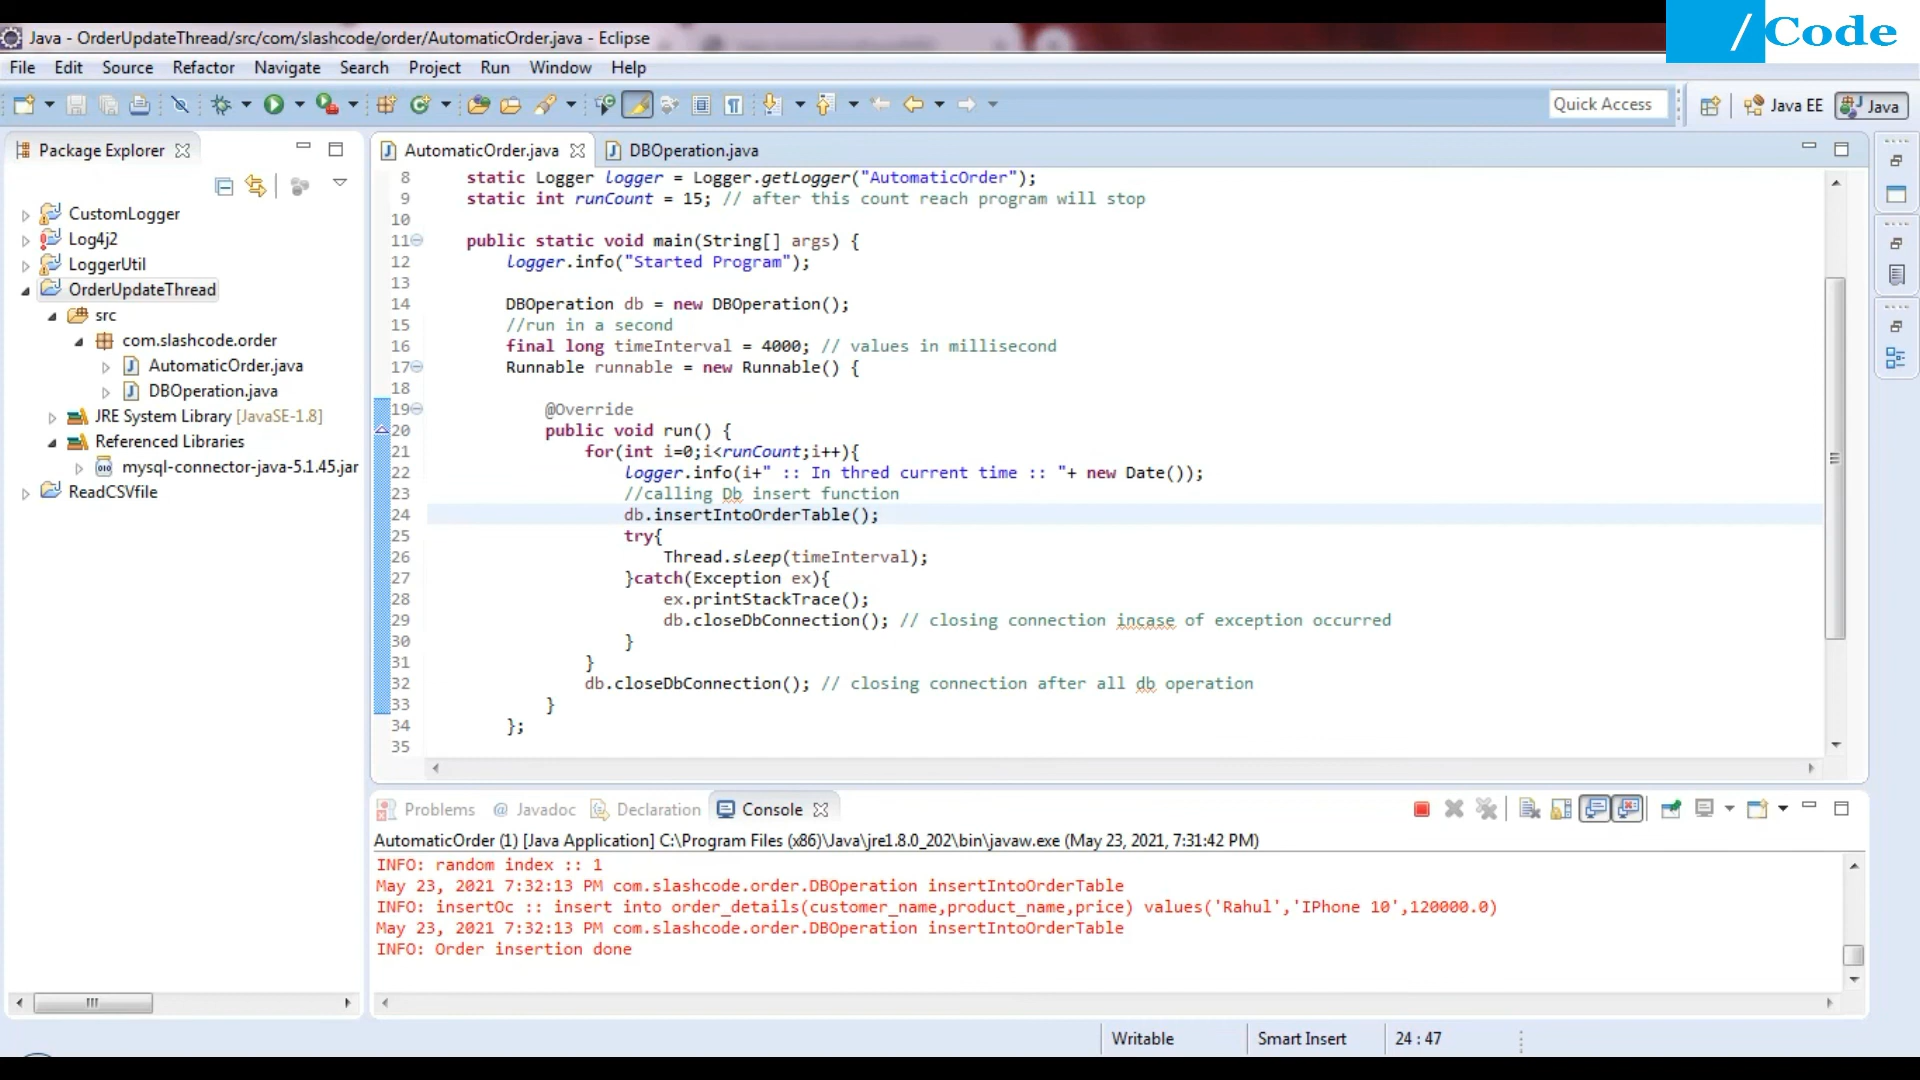 /Code
Java - OrderUpdateThread/src/com/slashcode/order/AutomaticOrder.java - Eclipse
File Edit Source Refactor Navigate Search Project Run Window Help
Quick Access
Java EE
Java
Package Explorer
CustomLogger
Log4j2
LoggerUtil
OrderUpdateThread
src
com.slashcode.order
AutomaticOrder.java
DBOperation.java
JRE System Library [JavaSE-1.8]
Referenced Libraries
mysql-connector-java-5.1.45.jar
ReadCSVfile
AutomaticOrder.java DBOperation.java
8 static Logger logger = Logger.getLogger("AutomaticOrder");
9 static int runCount = 15; // after this count reach program will stop
10
11 public static void main(String[] args) {
12 logger.info("Started Program");
13
14 DBOperation db = new DBOperation();
15 //run in a second
16 final long timeInterval = 4000; // values in millisecond
17 Runnable runnable = new Runnable() {
18
19 @Override
20 public void run() {
21 for(int i=0;i<runCount;i++){
22 logger.info(i+" :: In thred current time :: "+ new Date());
23 //calling Db insert function
24 db.insertIntoOrderTable();
25 try{
26 Thread.sleep(timeInterval);
27 }catch(Exception ex){
28 ex.printStackTrace();
29 db.closeDbConnection(); // closing connection incase of exception occurred
30 }
31 }
32 db.closeDbConnection(); // closing connection after all db operation
33 }
34 };
35
Problems @ Javadoc Declaration Console
AutomaticOrder (1) [Java Application] C:\Program Files (x86)\Java\jre1.8.0_202\bin\javaw.exe (May 23, 2021, 7:31:42 PM)
INFO: random index :: 1
May 23, 2021 7:32:13 PM com.slashcode.order.DBOperation insertIntoOrderTable
INFO: insertOc :: insert into order_details(customer_name,product_name,price) values('Rahul','IPhone 10',120000.0)
May 23, 2021 7:32:13 PM com.slashcode.order.DBOperation insertIntoOrderTable
INFO: Order insertion done
Writable Smart Insert 24 : 47